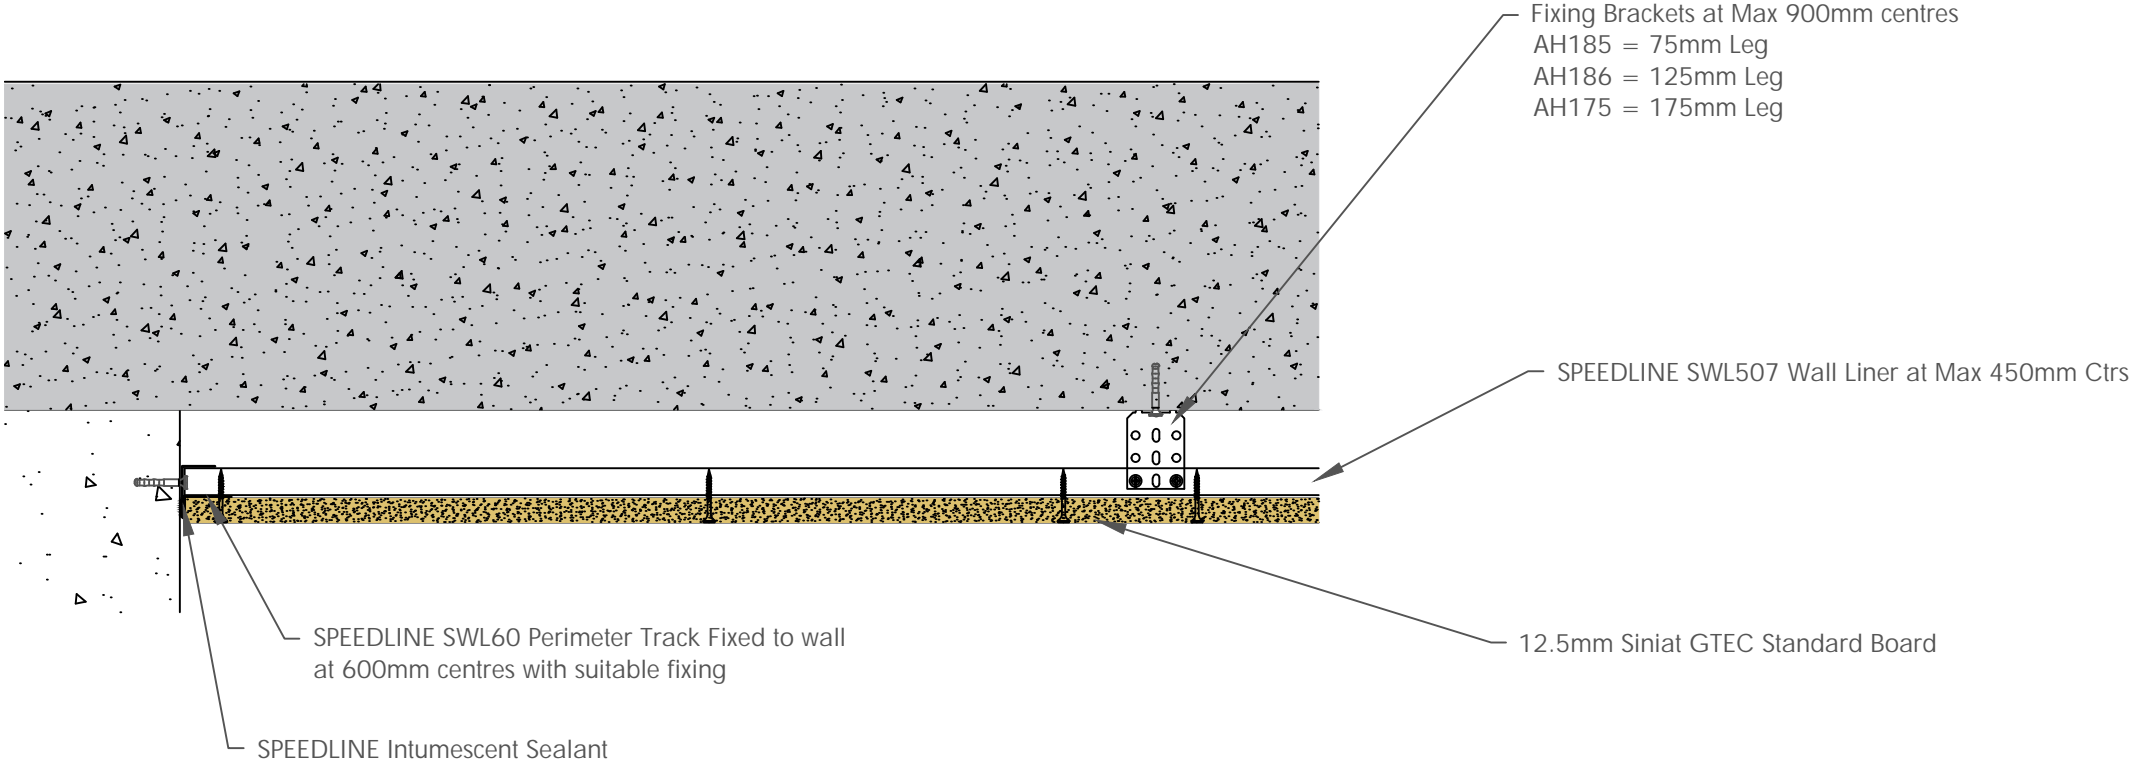 Fixing Brackets at Max 900mm centres
AH185 = 75mm Leg
AH186 = 125mm Leg
AH175 = 175mm Leg
SPEEDLINE SWL507 Wall Liner at Max 450mm Ctrs
SPEEDLINE SWL60 Perimeter Track Fixed to wall
at 600mm centres with suitable fixing
12.5mm Siniat GTEC Standard Board
SPEEDLINE Intumescent Sealant